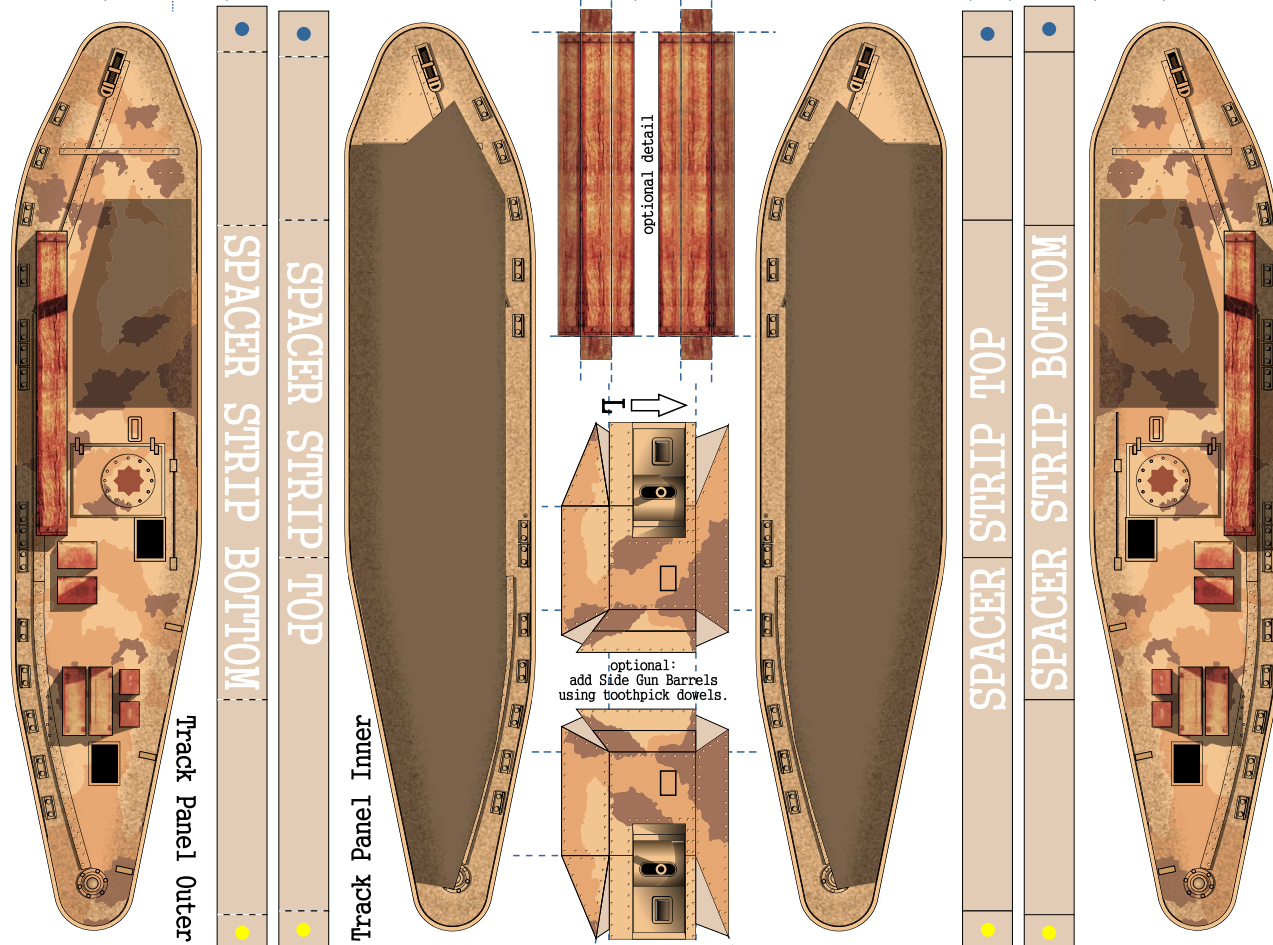 SPACER STRIP BOTTOM
SPACER STRIP TOP
Track Panel Outer
Track Panel Inner
optional detail
L
optional:
add Side Gun Barrels
using toothpick dowels.
SPACER STRIP TOP
SPACER STRIP BOTTOM